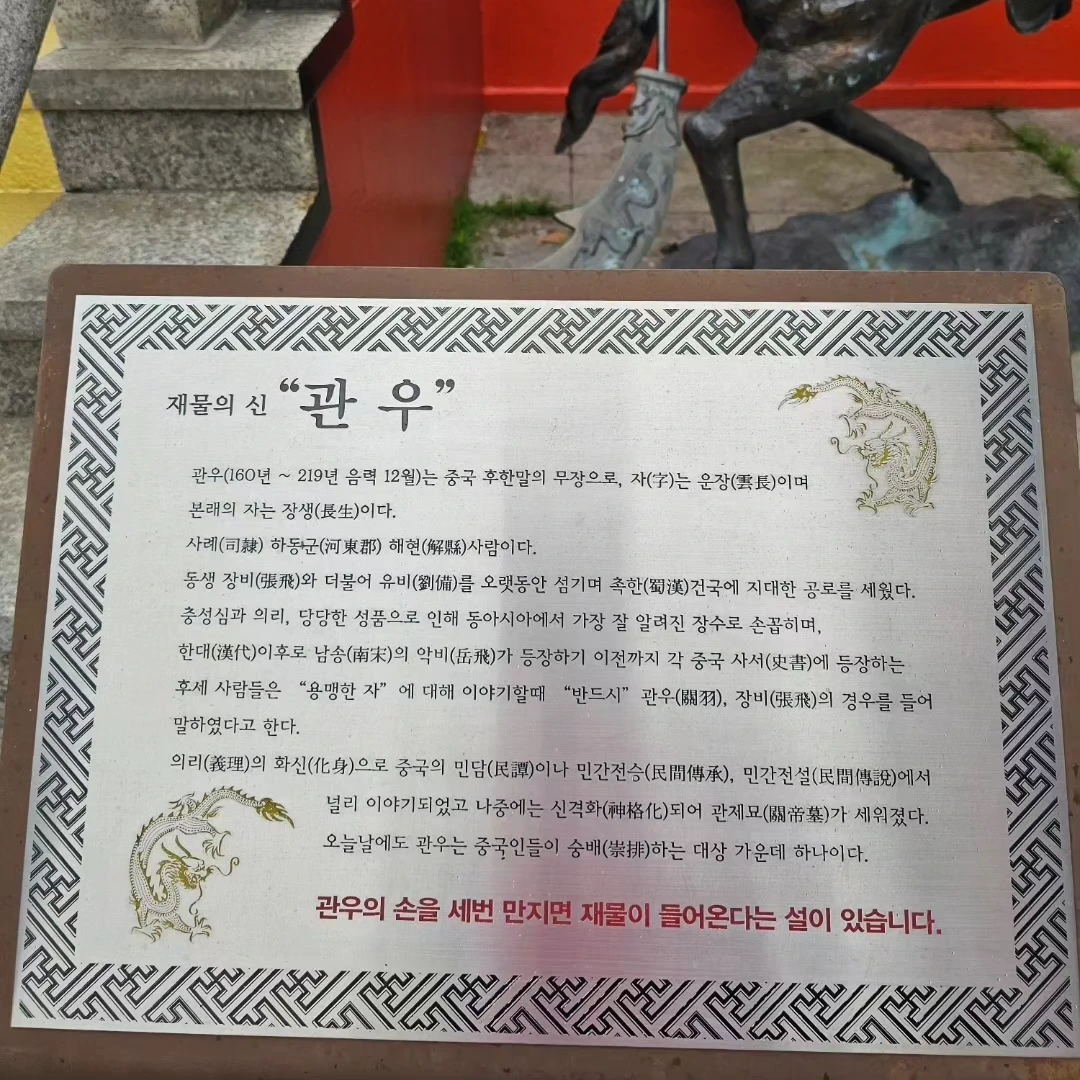 재물의 신 “관 우”
관우(160년 ~ 219년 음력 12월)는 중국 후한말의 무장으로, 자(字)는 운장(雲長)이며
본래의 자는 장생(長生)이다.
사례(司隷) 하동군(河東郡) 해현(解縣)사람이다.
동생 장비(張飛)와 더불어 유비(劉備)를 오랫동안 섬기며 촉한(蜀漢)건국에 지대한 공로를 세웠다.
충성심과 의리, 당당한 성품으로 인해 동아시아에서 가장 잘 알려진 장수로 손꼽히며,
한대(漢代)이후로 남송(南宋)의 악비(岳飛)가 등장하기 이전까지 각 중국 사서(史書)에 등장하는
후세 사람들은 “용맹한 자”에 대해 이야기할때 “반드시” 관우(關羽), 장비(張飛)의 경우를 들어
말하였다고 한다.
의리(義理)의 화신(化身)으로 중국의 민담(民譚)이나 민간전승(民間傳承), 민간전설(民間傳說)에서
널리 이야기되었고 나중에는 신격화(神格化)되어 관제묘(關帝墓)가 세워졌다.
오늘날에도 관우는 중국인들이 숭배(崇排)하는 대상 가운데 하나이다.
관우의 손을 세번 만지면 재물이 들어온다는 설이 있습니다.